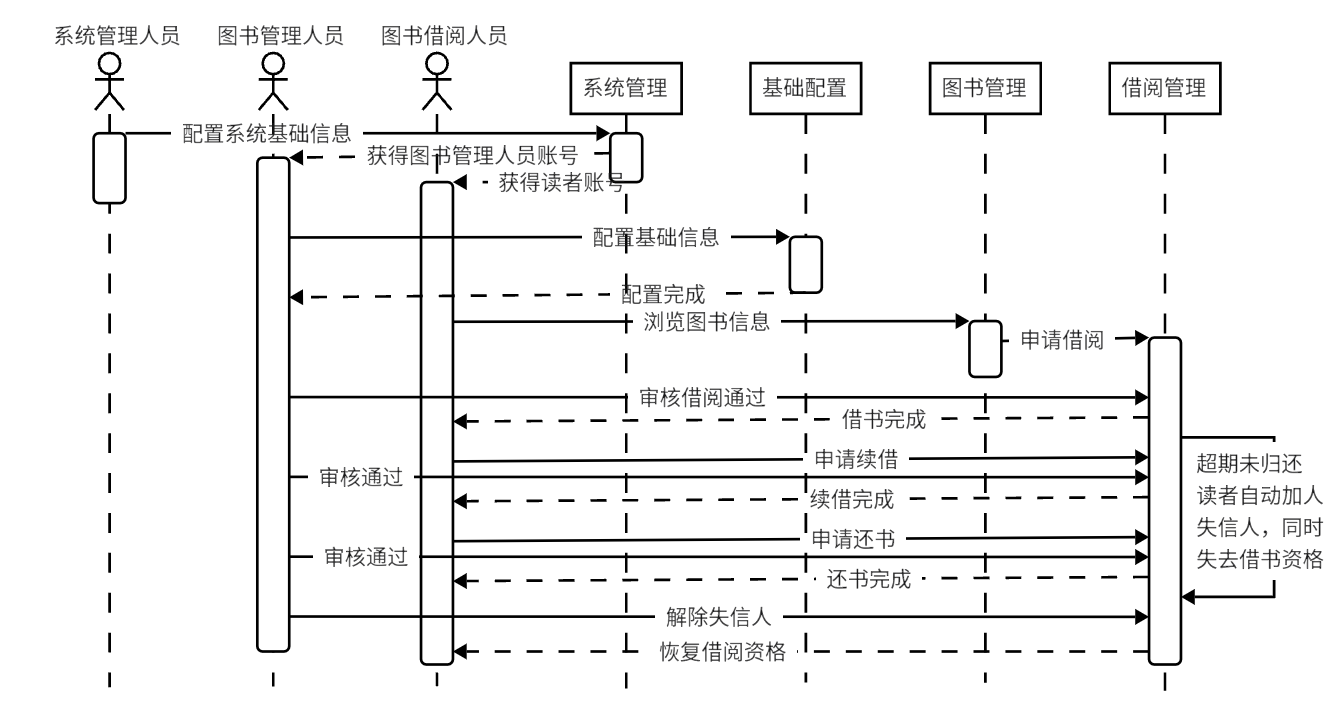 系统管理人员
图书管理人员
图书借阅人员
系统管理
基础配置
图书管理
借阅管理
配置系统基础信息
获得图书管理人员账号
获得读者账号
配置基础信息
配置完成
浏览图书信息
申请借阅
审核借阅通过
借书完成
申请续借
审核通过
续借完成
申请还书
审核通过
还书完成
超期未归还
读者自动加人
失信人，同时
失去借书资格
解除失信人
恢复借阅资格